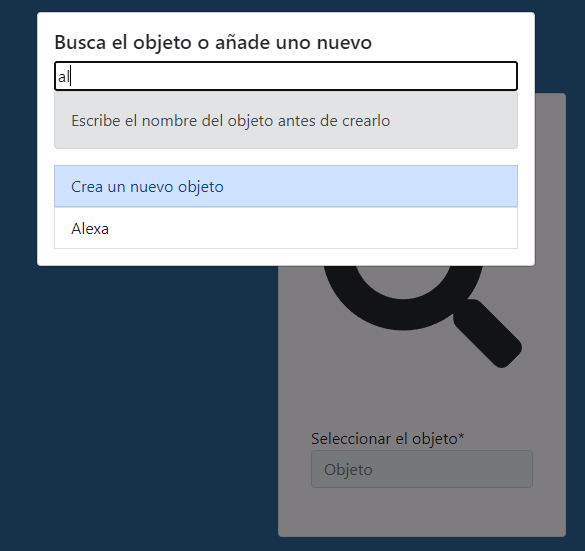 Busca el objeto o añade uno nuevo
al
Escribe el nombre del objeto antes de crearlo
Crea un nuevo objeto
Alexa
Seleccionar el objeto*
Objeto